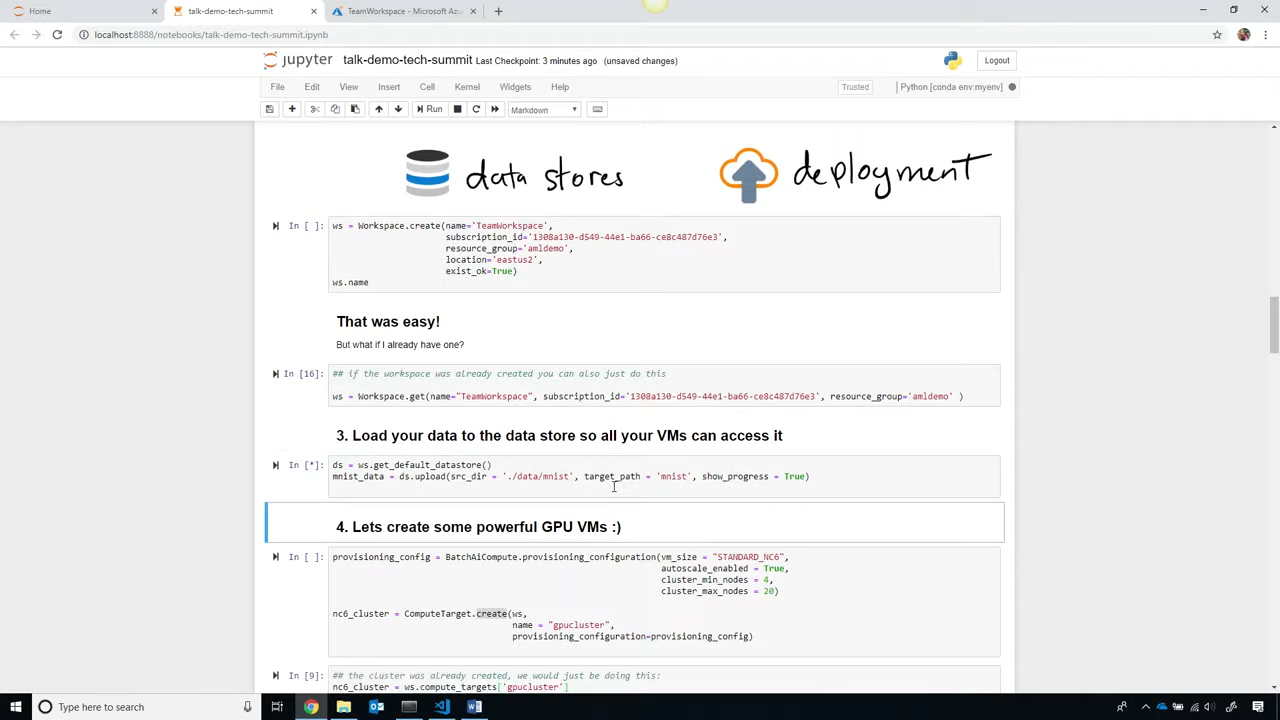 Home
talk-demo-tech-summit
TeamWorkspace - Microsoft Azu
localhost:8888/notebooks/talk-demo-tech-summit.ipynb
jupyter talk-demo-tech-summit Last Checkpoint: 3 minutes ago (unsaved changes)
Logout
File Edit View Insert Cell Kernel Widgets Help
Trusted
Python [conda env:myenv]
Run
Markdown
data stores
deployment
In [ ]: ws = Workspace.create(name='TeamWorkspace',
subscription_id='1308a130-d549-44e1-ba66-ce8c487d76e3',
resource_group='amldemo',
location='eastus2',
exist_ok=True)
ws.name
That was easy!
But what if I already have one?
In [16]: ## if the workspace was already created you can also just do this
ws = Workspace.get(name="TeamWorkspace", subscription_id='1308a130-d549-44e1-ba66-ce8c487d76e3', resource_group='amldemo' )
3. Load your data to the data store so all your VMs can access it
In [*]: ds = ws.get_default_datastore()
mnist_data = ds.upload(src_dir = './data/mnist', target_path = 'mnist', show_progress = True)
4. Lets create some powerful GPU VMs :)
In [ ]: provisioning_config = BatchAiCompute.provisioning_configuration(vm_size = "STANDARD_NC6",
autoscale_enabled = True,
cluster_min_nodes = 4,
cluster_max_nodes = 20)
nc6_cluster = ComputeTarget.create(ws,
name = "gpucluster",
provisioning_configuration=provisioning_config)
In [9]: ## the cluster was already created, we would just be doing this:
nc6_cluster = ws.compute_targets['gpucluster']
Type here to search